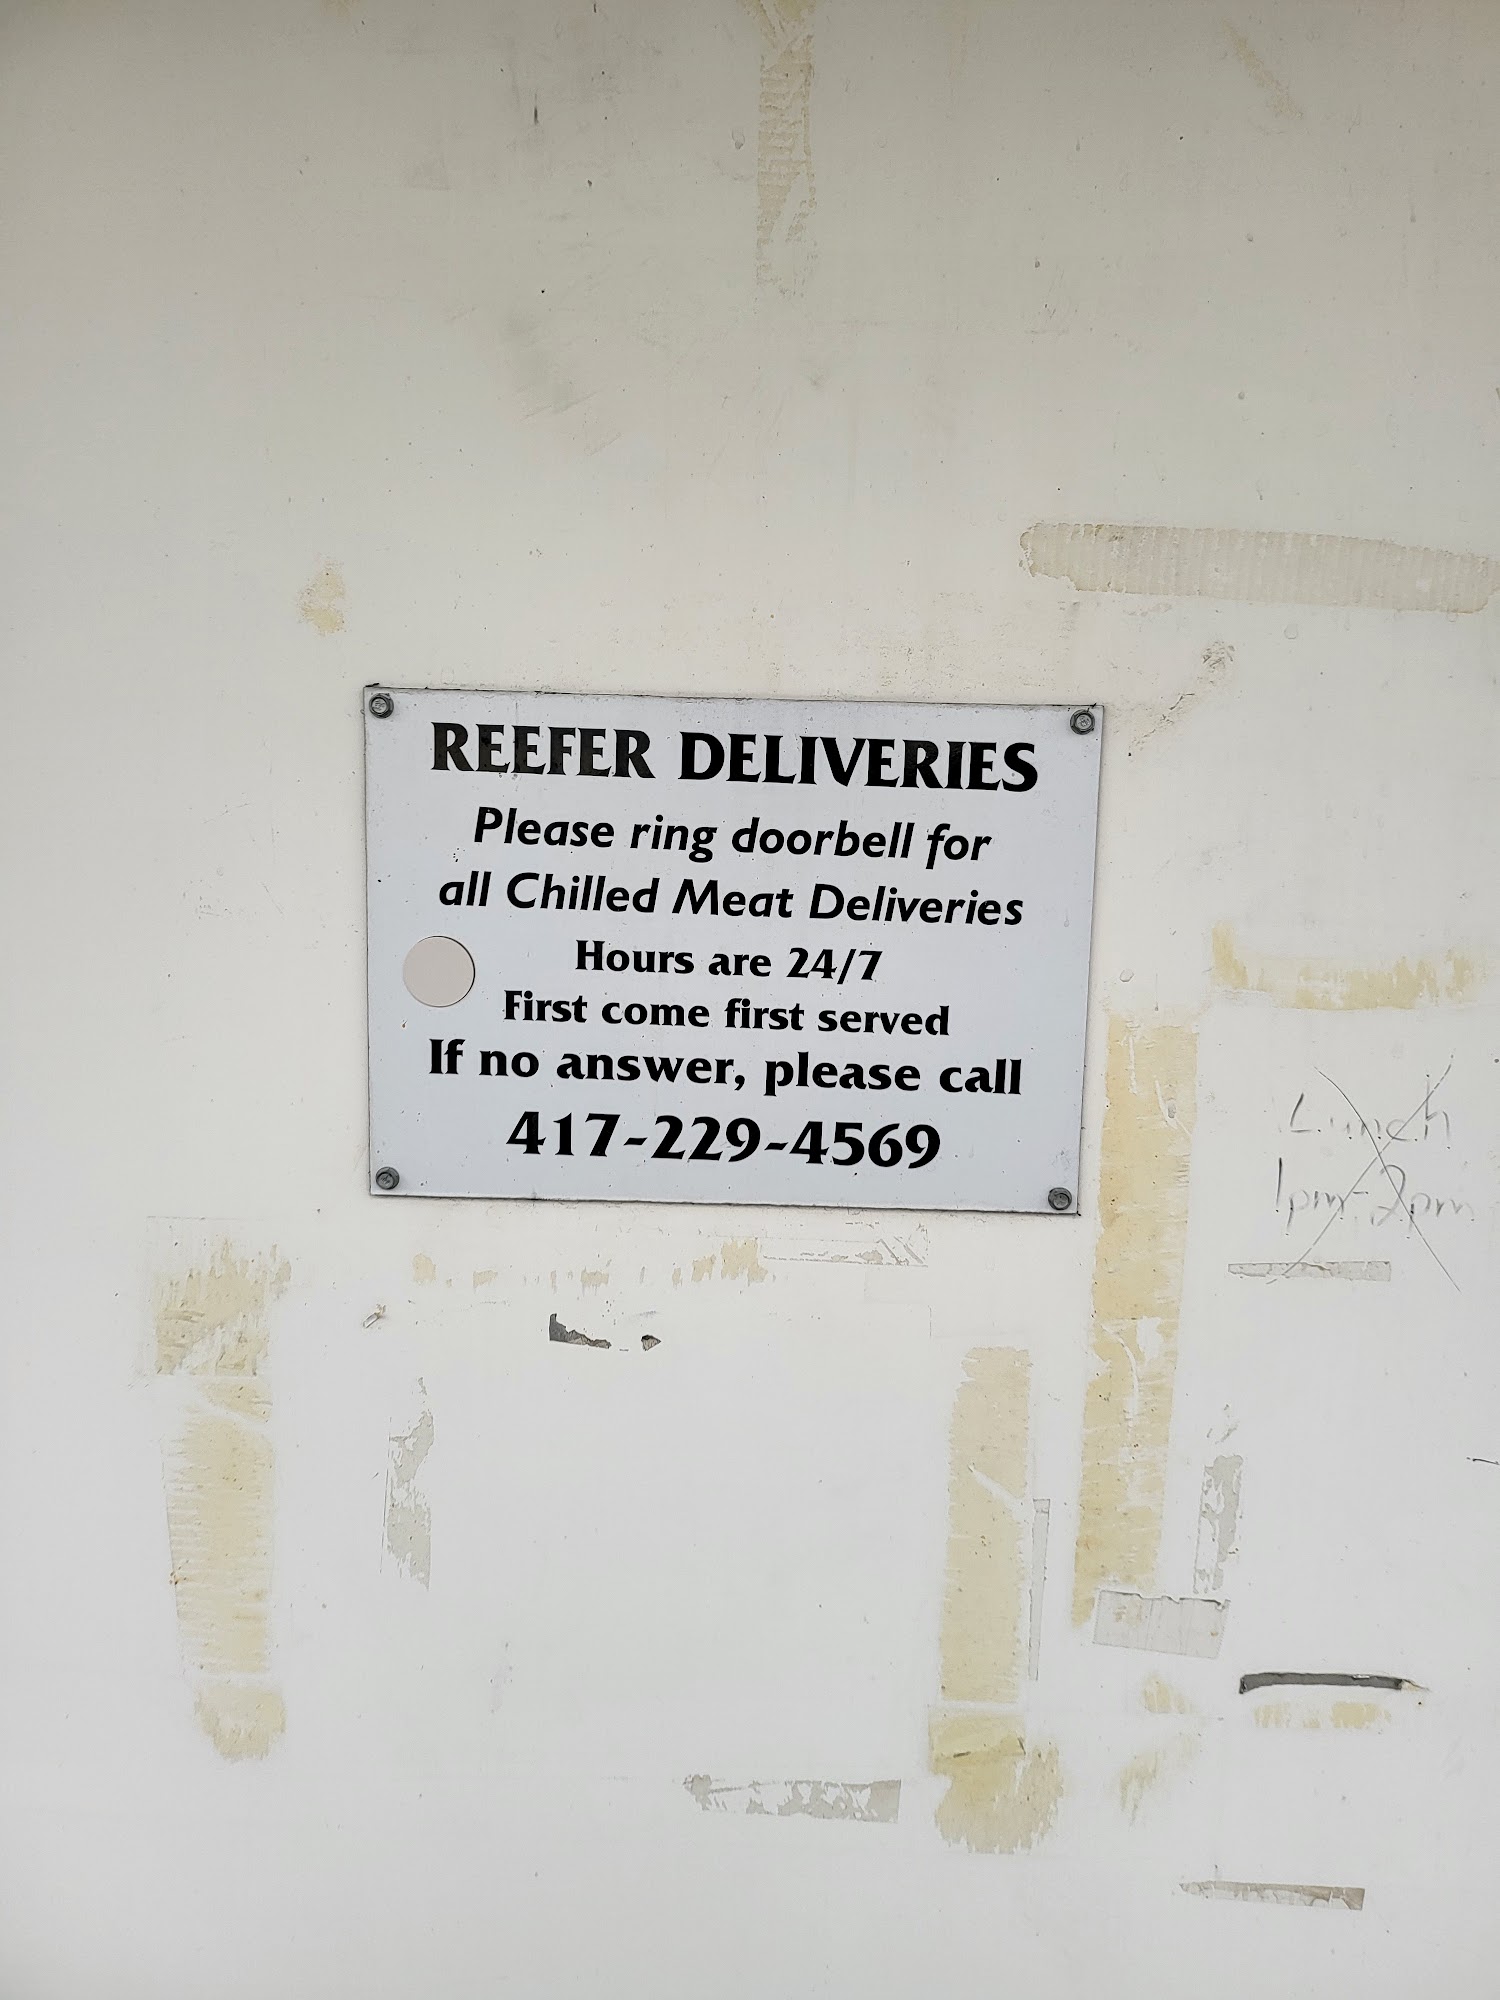 REEFER DELIVERIES
Please ring doorbell for
all Chilled Meat Deliveries
Hours are 24/7
First come first served
If no answer, please call
417-229-4569
Lunch
1pm-2pm